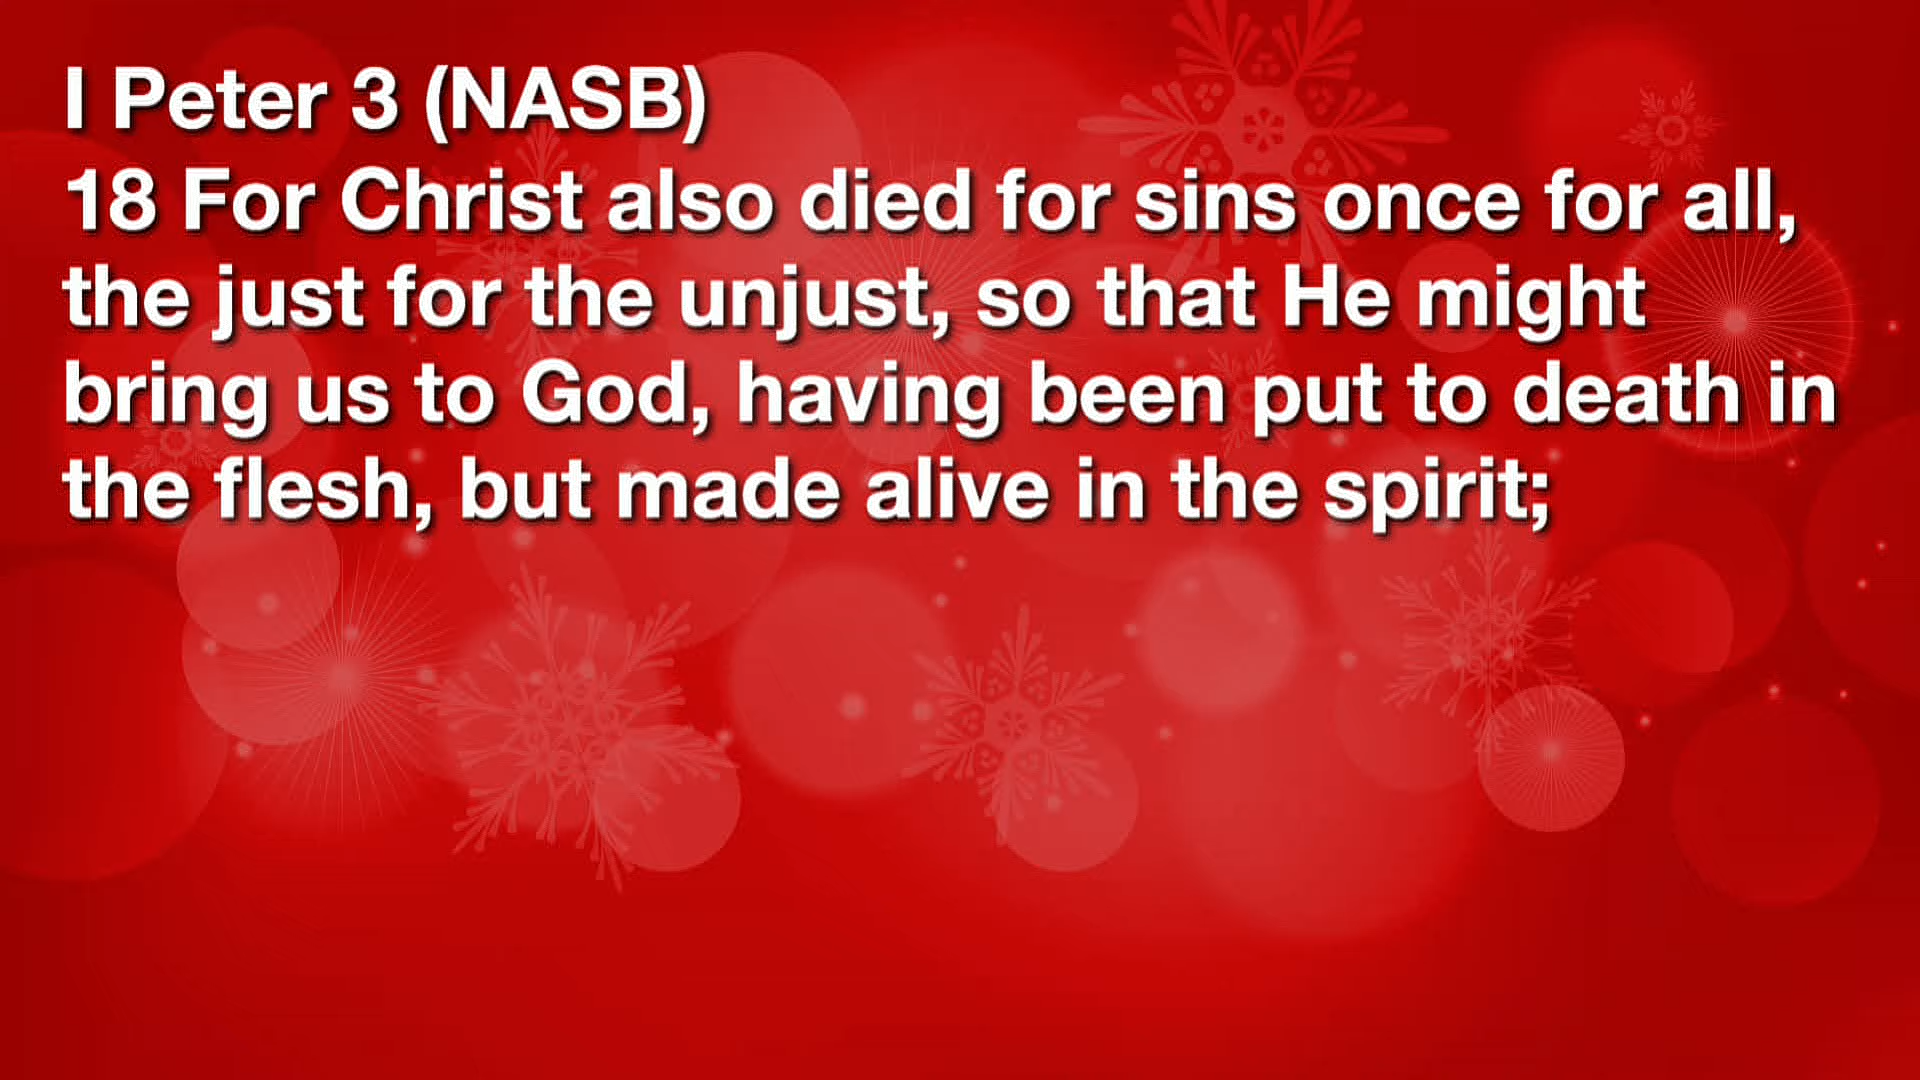 I Peter 3 (NASB)
18 For Christ also died for sins once for all,
the just for the unjust, so that He might
bring us to God, having been put to death in
the flesh, but made alive in the spirit;